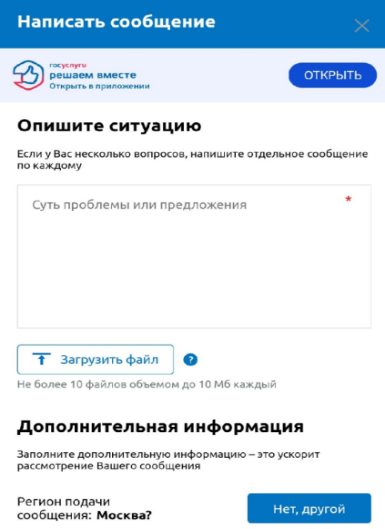 Написать сообщение
госуслуги
решаем вместе
Открыть в приложении
ОТКРЫТЬ
Опишите ситуацию
Если у Вас несколько вопросов, напишите отдельное сообщение
по каждому
Суть проблемы или предложения *
Загрузить файл ?
Не более 10 файлов объемом до 10 Мб каждый
Дополнительная информация
Заполните дополнительную информацию – это ускорит
рассмотрение Вашего сообщения
Регион подачи
сообщения: Москва?
Нет, другой